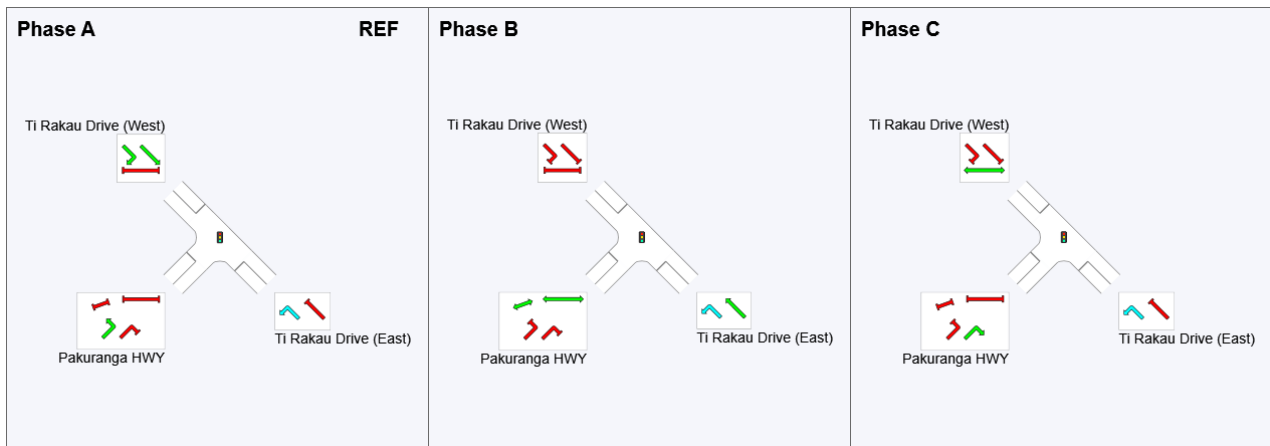 Phase A
REF
Ti Rakau Drive (West)
Pakuranga HWY
Ti Rakau Drive (East)
Phase B
Ti Rakau Drive (West)
Pakuranga HWY
Ti Rakau Drive (East)
Phase C
Ti Rakau Drive (West)
Pakuranga HWY
Ti Rakau Drive (East)